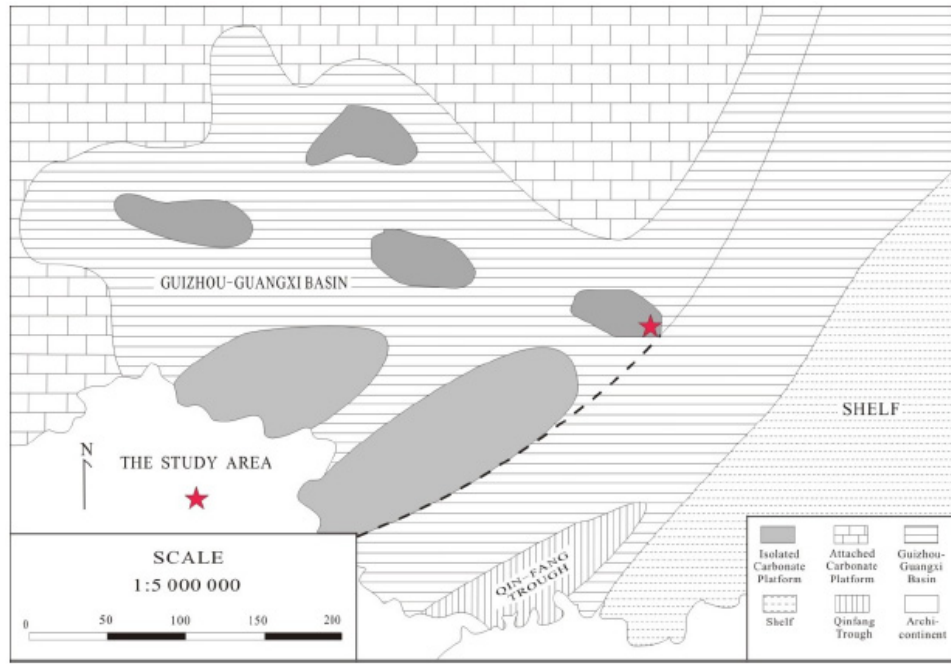 GUIZHOU-GUANGXI BASIN
SHELF
N
THE STUDY AREA
QIN-FANG
TROUGH
SCALE
1:5 000 000
0 50 100 150 200
Isolated
Carbonate
Platform
Attached
Carbonate
Platform
Guizhou-
Guangxi
Basin
Shelf
Qinfang
Trough
Archi-
continent